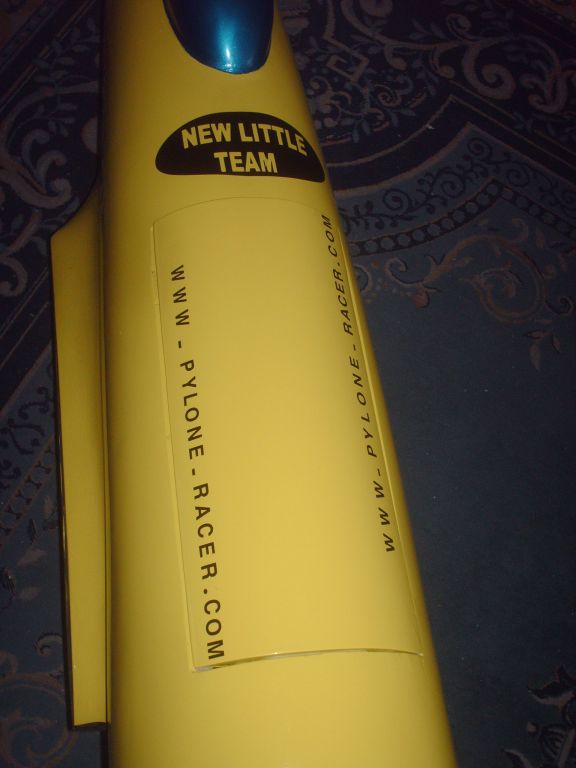 NEW LITTLE
TEAM
WWW - PYLONE-RACER.COM
WWW- PYLONE- RACER.COM